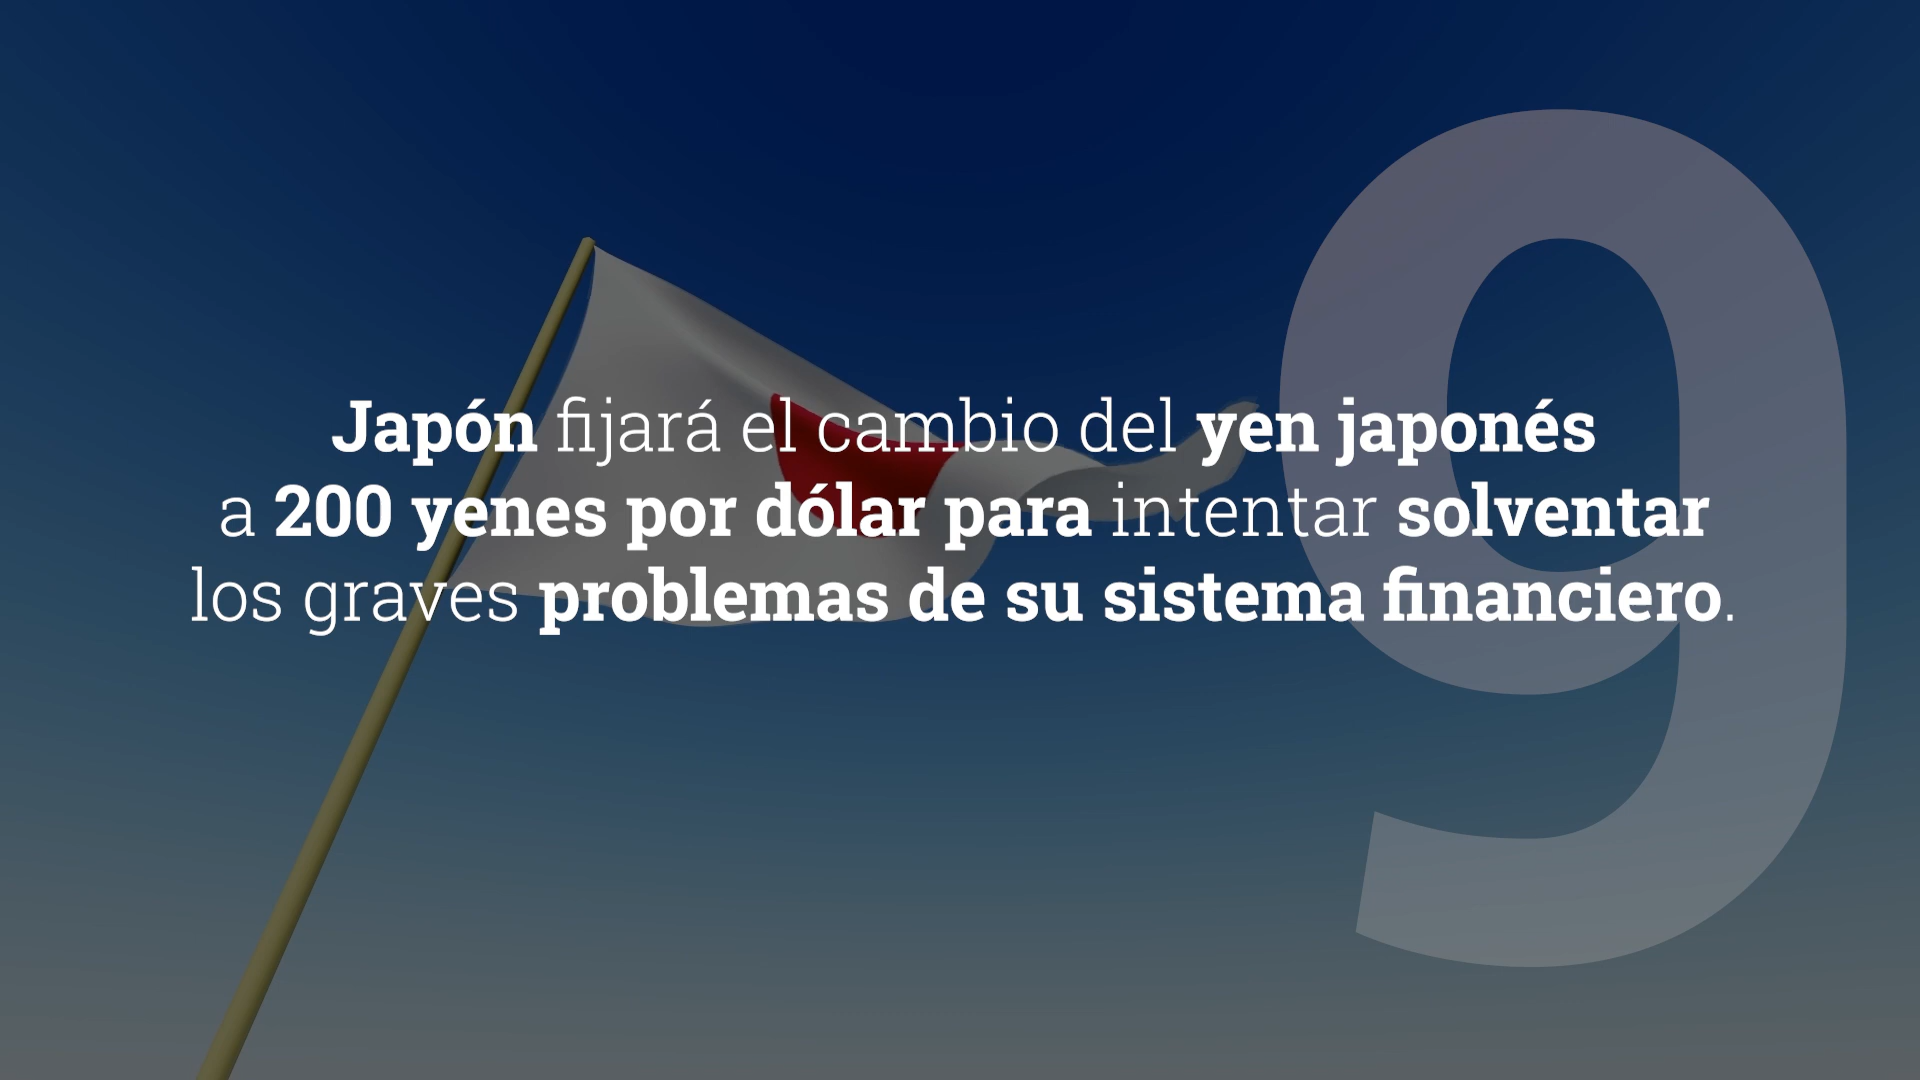 Japón fijará el cambio del yen japonés
a 200 yenes por dólar para intentar solventar
los graves problemas de su sistema financiero.
9